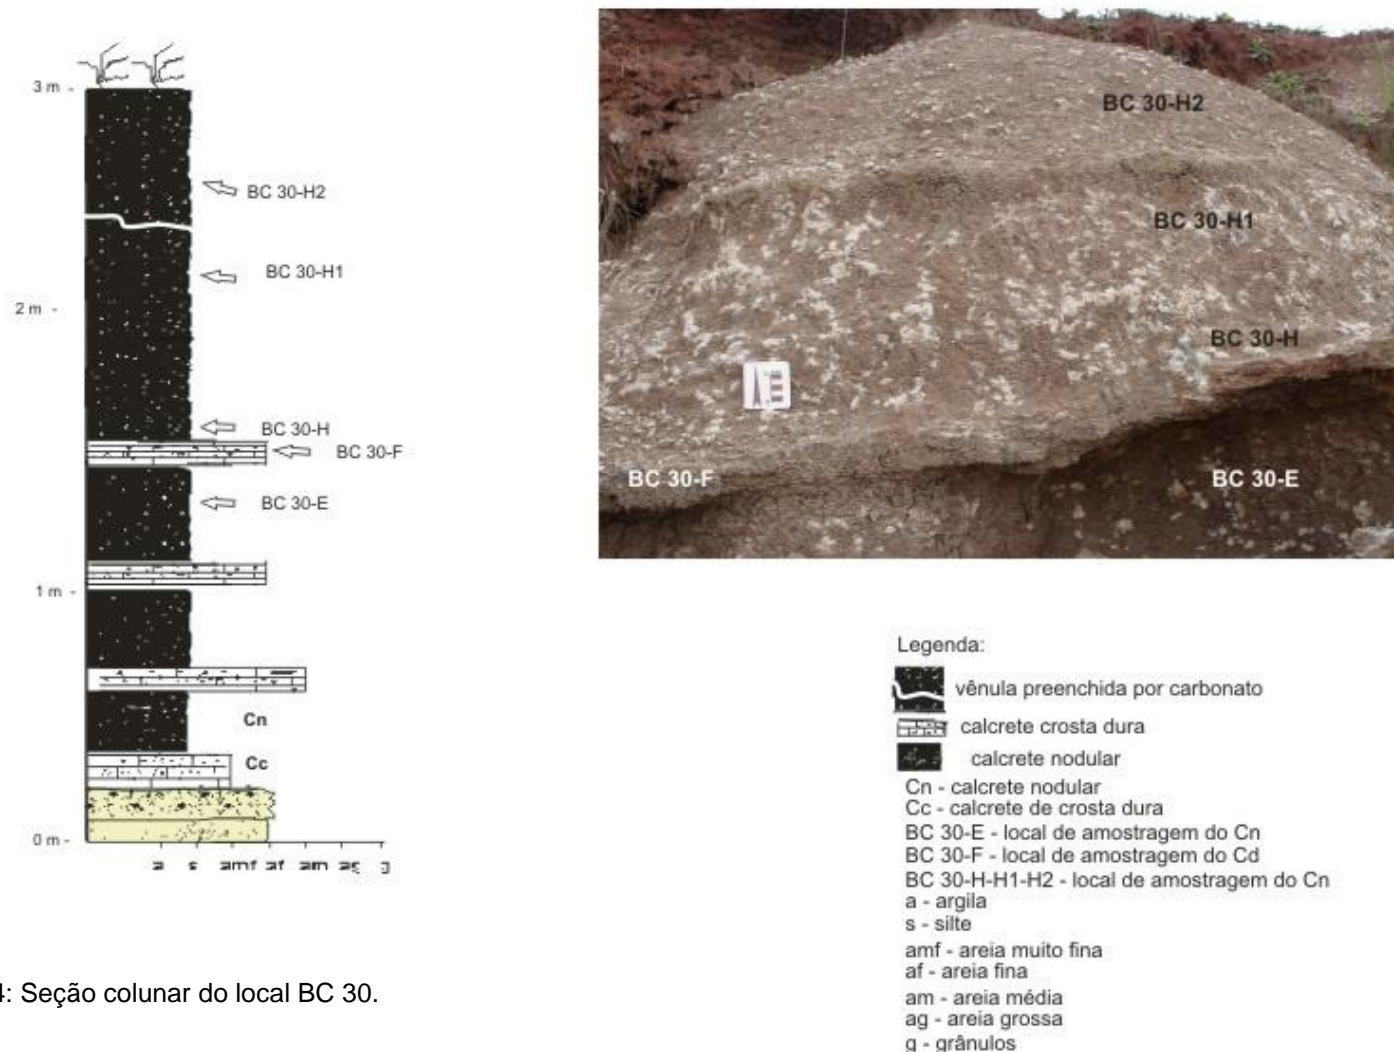 3 m -
BC 30-H2
BC 30-H1
2 m -
BC 30-H
BC 30-F
BC 30-E
1 m -
Cn
Cc
0 m -
a s amf af am ag g
BC 30-H2
BC 30-H1
BC 30-H
BC 30-F
BC 30-E
Legenda:
vênula preenchida por carbonato
calcrete crosta dura
calcrete nodular
Cn - calcrete nodular
Cc - calcrete de crosta dura
BC 30-E - local de amostragem do Cn
BC 30-F - local de amostragem do Cd
BC 30-H-H1-H2 - local de amostragem do Cn
a - argila
s - silte
amf - areia muito fina
af - areia fina
am - areia média
ag - areia grossa
g - grânulos
4: Seção colunar do local BC 30.